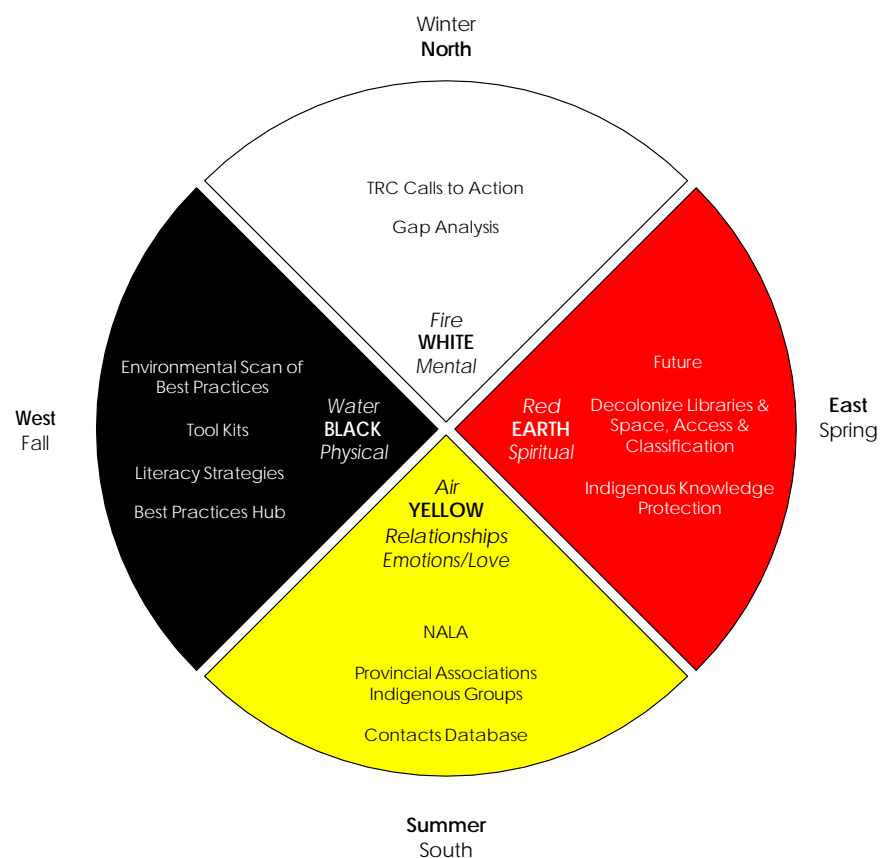 Winter
North
TRC Calls to Action
Gap Analysis
Fire
WHITE
Mental
West
Fall
Environmental Scan of
Best Practices
Tool Kits
Literacy Strategies
Best Practices Hub
Water
BLACK
Physical
Red
EARTH
Spiritual
Future
Decolonize Libraries &
Space, Access &
Classification
Indigenous Knowledge
Protection
East
Spring
Air
YELLOW
Relationships
Emotions/Love
NALA
Provincial Associations
Indigenous Groups
Contacts Database
Summer
South